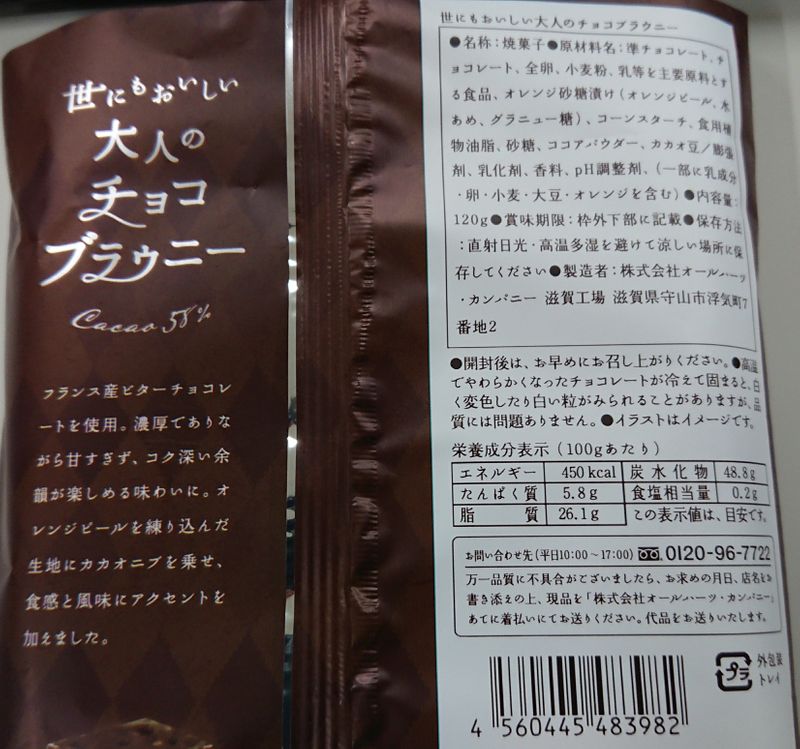 世にもおいしい
大人の
チョコ
ブラウニー
Cacao 58%
フランス産ビターチョコレ
ートを使用。濃厚でありな
がら甘すぎず、コク深い余
韻が楽しめる味わいに。オ
レンジピールを練り込んだ
生地にカカオニブを乗せ、
食感と風味にアクセントを
加えました。
世にもおいしい大人のチョコブラウニー
●名称：焼菓子●原材料名：準チョコレート、チ
ョコレート、全卵、小麦粉、乳等を主要原料とす
る食品、オレンジ砂糖漬け（オレンジピール、水
あめ、グラニュー糖）、コーンスターチ、食用植
物油脂、砂糖、ココアパウダー、カカオ豆／膨張
剤、乳化剤、香料、pH調整剤、（一部に乳成分
・卵・小麦・大豆・オレンジを含む）●内容量：
120g●賞味期限：枠外下部に記載●保存方法
：直射日光・高温多湿を避けて涼しい場所に保
存してください●製造者：株式会社オールハーツ
・カンパニー 滋賀工場 滋賀県守山市浮気町7
番地2
●開封後は、お早めにお召し上がりください。●高温
でやわらかくなったチョコレートが冷えて固まると、白
く変色したり白い粒がみられることがありますが、品
質には問題ありません。●イラストはイメージです。
栄養成分表示（100gあたり）
エネルギー 450kcal 炭水化物 48.8g
たんぱく質 5.8g 食塩相当量 0.2g
脂質 26.1g この表示値は、目安です。
お問い合わせ先（平日10:00～17:00） 0120-96-7722
万一品質に不具合がございましたら、お求めの月日、店名をお
書き添えの上、現品を「株式会社オールハーツ・カンパニー」
あてに着払いにてお送りください。代品をお送りいたします。
プラ
外包装
トレイ
4 560445 483982